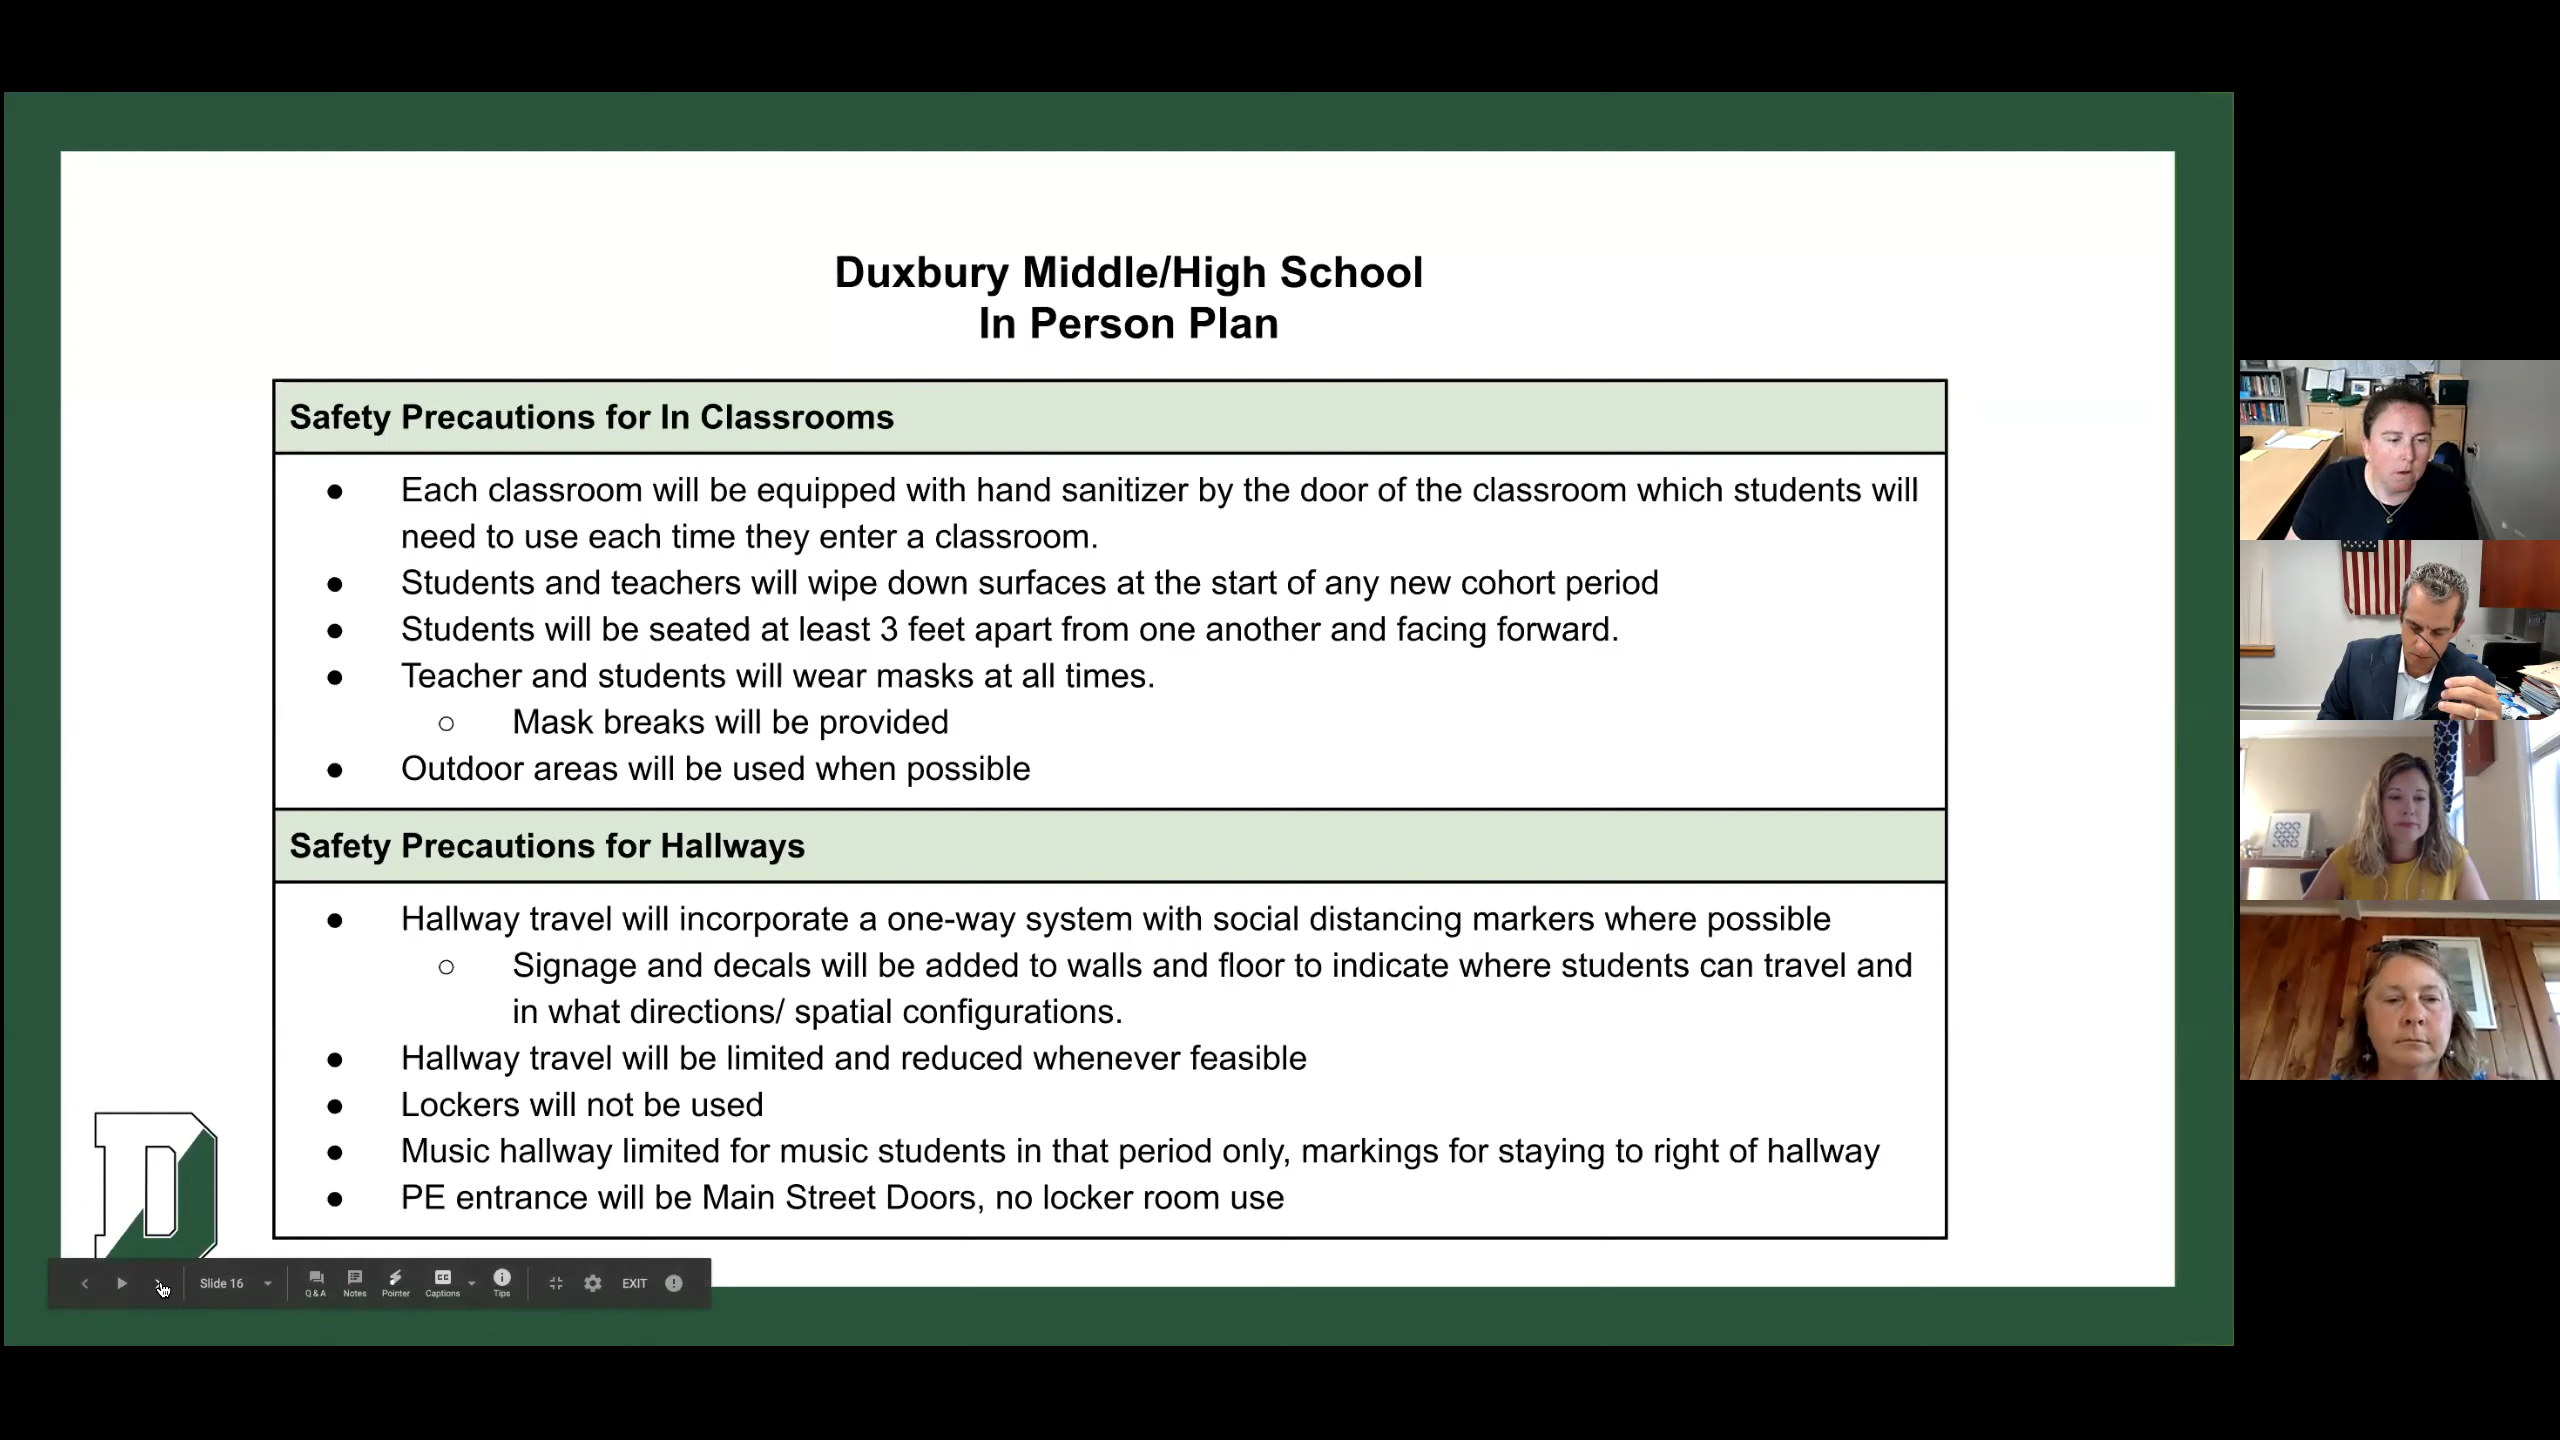 Duxbury Middle/High School
In Person Plan
Safety Precautions for In Classrooms
● Each classroom will be equipped with hand sanitizer by the door of the classroom which students will
need to use each time they enter a classroom.
● Students and teachers will wipe down surfaces at the start of any new cohort period
● Students will be seated at least 3 feet apart from one another and facing forward.
● Teacher and students will wear masks at all times.
○ Mask breaks will be provided
● Outdoor areas will be used when possible
Safety Precautions for Hallways
● Hallway travel will incorporate a one-way system with social distancing markers where possible
○ Signage and decals will be added to walls and floor to indicate where students can travel and
in what directions/ spatial configurations.
● Hallway travel will be limited and reduced whenever feasible
● Lockers will not be used
● Music hallway limited for music students in that period only, markings for staying to right of hallway
● PE entrance will be Main Street Doors, no locker room use
D
Slide 16 Q & A Notes Pointer CC Captions Tips EXIT